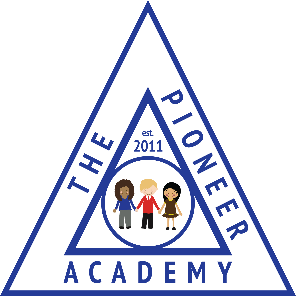 THE PIONEER
est.
2011
ACADEMY